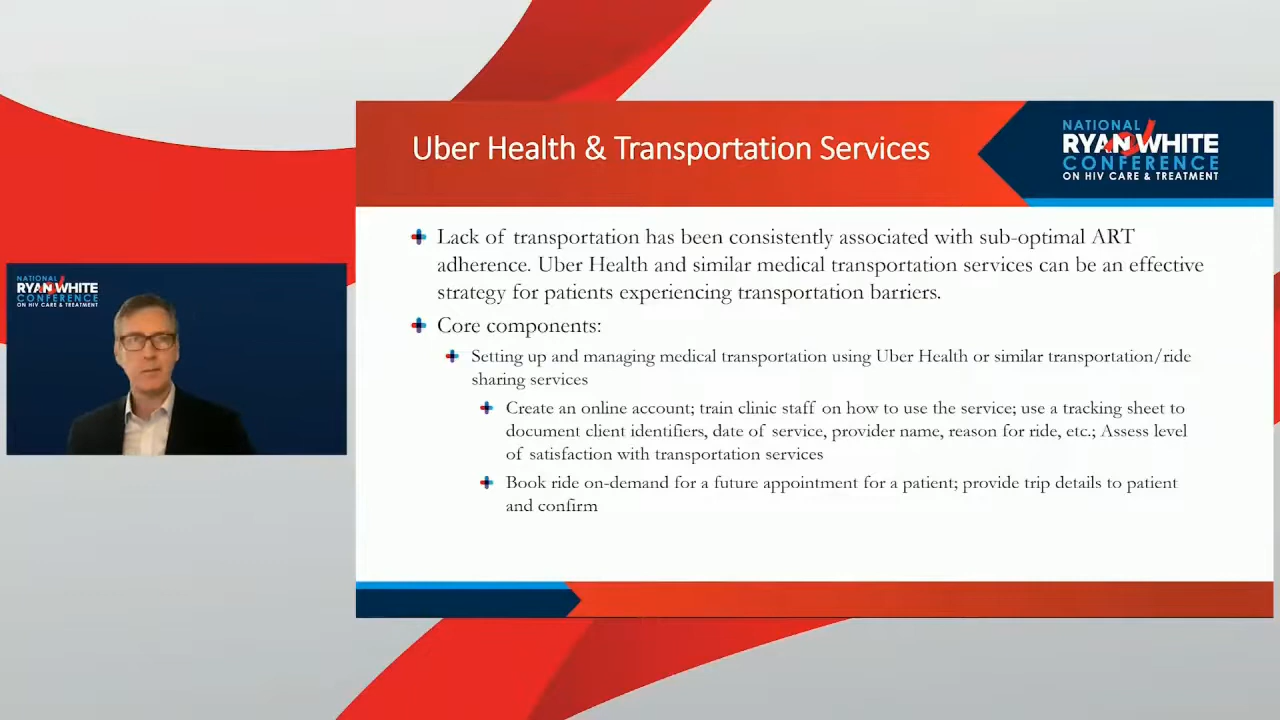 NATIONAL
RYAN WHITE
CONFERENCE
ON HIV CARE & TREATMENT
Uber Health & Transportation Services
NATIONAL
RYAN WHITE
CONFERENCE
ON HIV CARE & TREATMENT
Lack of transportation has been consistently associated with sub-optimal ART
adherence. Uber Health and similar medical transportation services can be an effective
strategy for patients experiencing transportation barriers.
Core components:
Setting up and managing medical transportation using Uber Health or similar transportation/ride
sharing services
Create an online account; train clinic staff on how to use the service; use a tracking sheet to
document client identifiers, date of service, provider name, reason for ride, etc.; Assess level
of satisfaction with transportation services
Book ride on-demand for a future appointment for a patient; provide trip details to patient
and confirm